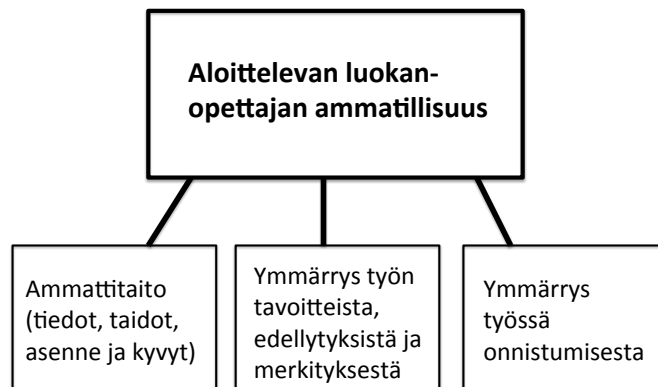 Aloittelevan luokan-
opettajan ammatillisuus
Ammattitaito
(tiedot, taidot,
asenne ja kyvyt)
Ymmärrys työn
tavoitteista,
edellytyksistä ja
merkityksestä
Ymmärrys
työssä
onnistumisesta